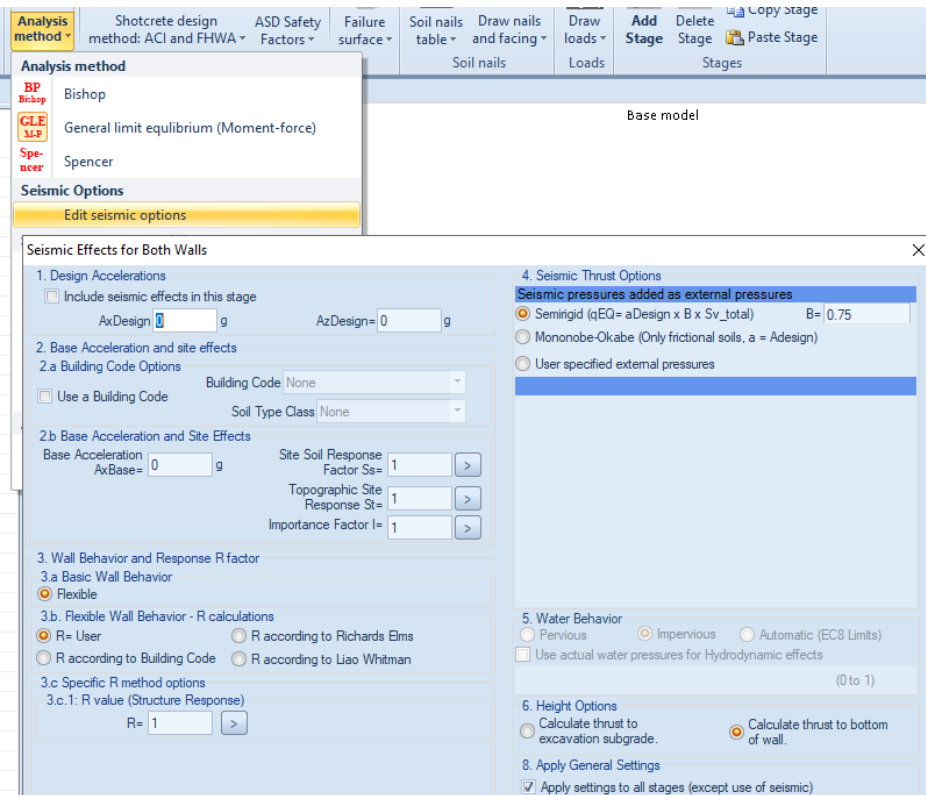 Analysis method
Shotcrete design method: ACI and FHWA
ASD Safety Factors
Failure surface
Soil nails table
Draw nails and facing
Draw loads
Add Stage
Delete Stage
Copy Stage
Paste Stage
Soil nails
Loads
Stages
Analysis method
BP
Bishop
Bishop
GLE
M-P
General limit equlibrium (Moment-force)
Spe-
ncer
Spencer
Seismic Options
Edit seismic options
Base model
Seismic Effects for Both Walls
1. Design Accelerations
Include seismic effects in this stage
AxDesign 0 g
AzDesign= 0 g
2. Base Acceleration and site effects
2.a Building Code Options
Use a Building Code
Building Code None
Soil Type Class None
2.b Base Acceleration and Site Effects
Base Acceleration
AxBase= 0 g
Site Soil Response
Factor Ss= 1 >
Topographic Site
Response St= 1 >
Importance Factor I= 1 >
3. Wall Behavior and Response R factor
3.a Basic Wall Behavior
Flexible
3.b. Flexible Wall Behavior - R calculations
R= User
R according to Richards Elms
R according to Building Code
R according to Liao Whitman
3.c Specific R method options
3.c.1: R value (Structure Response)
R= 1 >
4. Seismic Thrust Options
Seismic pressures added as external pressures
Semirigid (qEQ= aDesign x B x Sv_total) B= 0.75
Mononobe-Okabe (Only frictional soils, a = Adesign)
User specified external pressures
5. Water Behavior
Pervious
Impervious
Automatic (EC8 Limits)
Use actual water pressures for Hydrodynamic effects
(0 to 1)
6. Height Options
Calculate thrust to
excavation subgrade.
Calculate thrust to bottom
of wall.
8. Apply General Settings
Apply settings to all stages (except use of seismic)